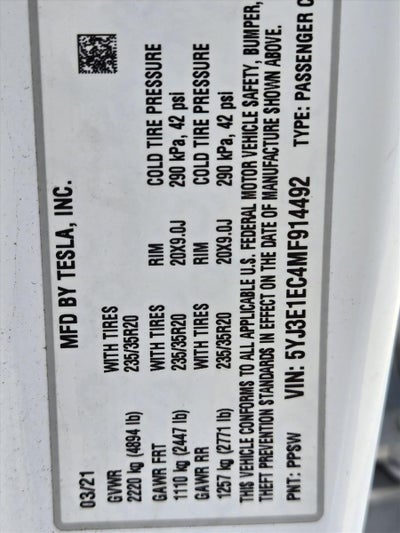 MFD BY TESLA, INC.
03/21
GVWR WITH TIRES RIM COLD TIRE PRESSURE
2220 kg (4894 lb) 235/35R20
GAWR FRT WITH TIRES RIM COLD TIRE PRESSURE
1110 kg (2447 lb) 235/35R20 20X9.0J 290 kPa, 42 psi
GAWR RR WITH TIRES RIM COLD TIRE PRESSURE
1257 kg (2771 lb) 235/35R20 20X9.0J 290 kPa, 42 psi
THIS VEHICLE CONFORMS TO ALL APPLICABLE U.S. FEDERAL MOTOR VEHICLE SAFETY, BUMPER,
THEFT PREVENTION STANDARDS IN EFFECT ON THE DATE OF MANUFACTURE SHOWN ABOVE.
PNT: PPSW VIN: 5YJ3E1EC4MF914492 TYPE: PASSENGER C